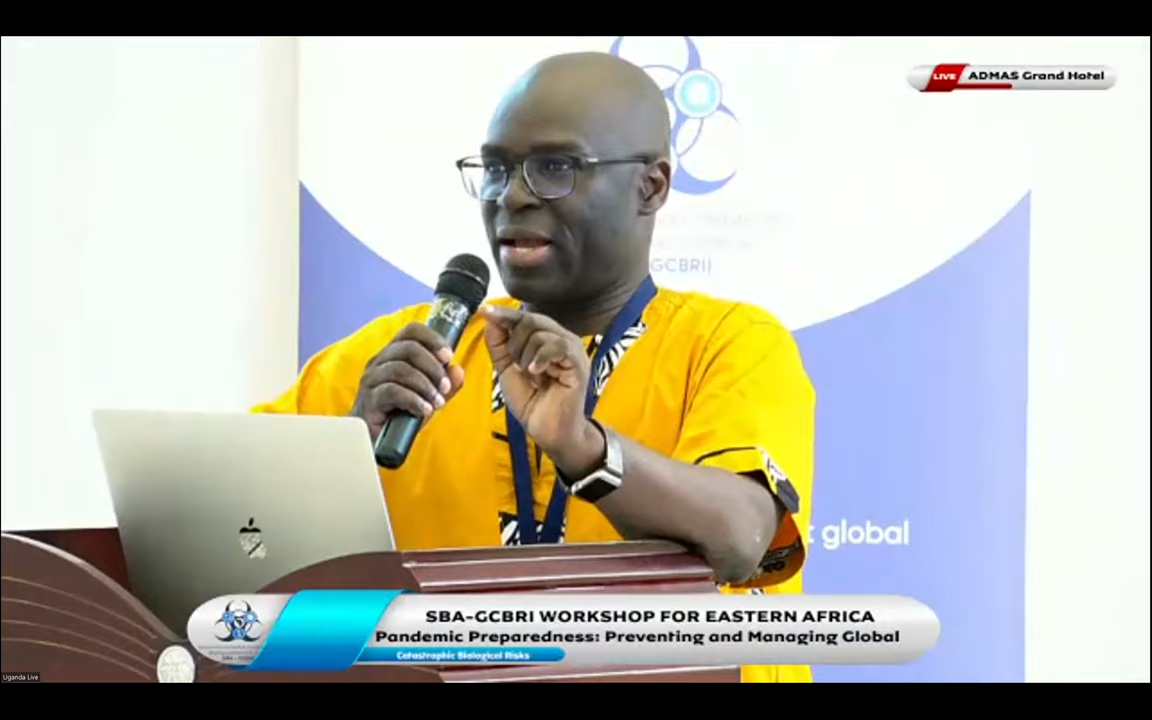 LIVE ADMAS Grand Hotel
GCBRI)
global
SBA-GCBRI WORKSHOP FOR EASTERN AFRICA
Pandemic Preparedness: Preventing and Managing Global
Catastrophic Biological Risks
Uganda Live